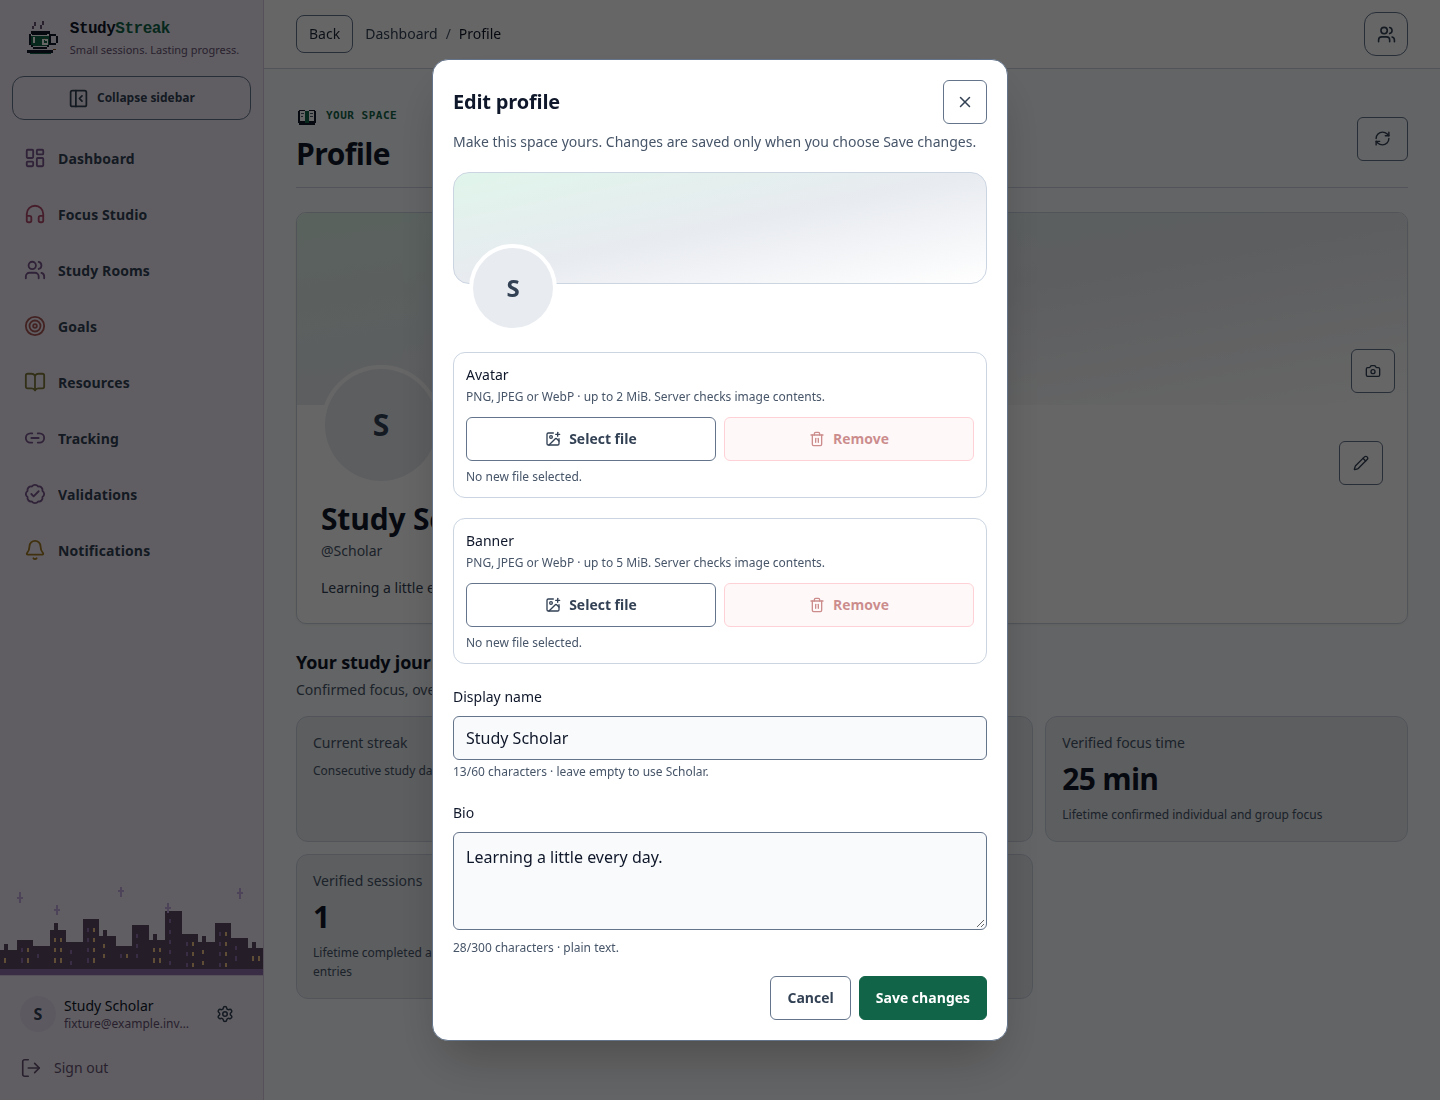 StudyStreak
Small sessions. Lasting progress.
Collapse sidebar
Dashboard
Focus Studio
Study Rooms
Goals
Resources
Tracking
Validations
Notifications
S
Study Scholar
fixture@example.inv...
Sign out
Back
Dashboard / Profile
YOUR SPACE
Profile
S
Study S
@Scholar
Learning a little e
Your study jour
Confirmed focus, ove
Current streak
Consecutive study da
Verified focus time
25 min
Lifetime confirmed individual and group focus
Verified sessions
1
Lifetime completed a
entries
Edit profile
Make this space yours. Changes are saved only when you choose Save changes.
S
Avatar
PNG, JPEG or WebP · up to 2 MiB. Server checks image contents.
Select file
Remove
No new file selected.
Banner
PNG, JPEG or WebP · up to 5 MiB. Server checks image contents.
Select file
Remove
No new file selected.
Display name
Study Scholar
13/60 characters · leave empty to use Scholar.
Bio
Learning a little every day.
28/300 characters · plain text.
Cancel
Save changes